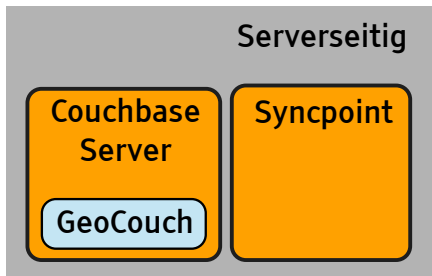 Serverseitig
Couchbase
Server
GeoCouch
Syncpoint